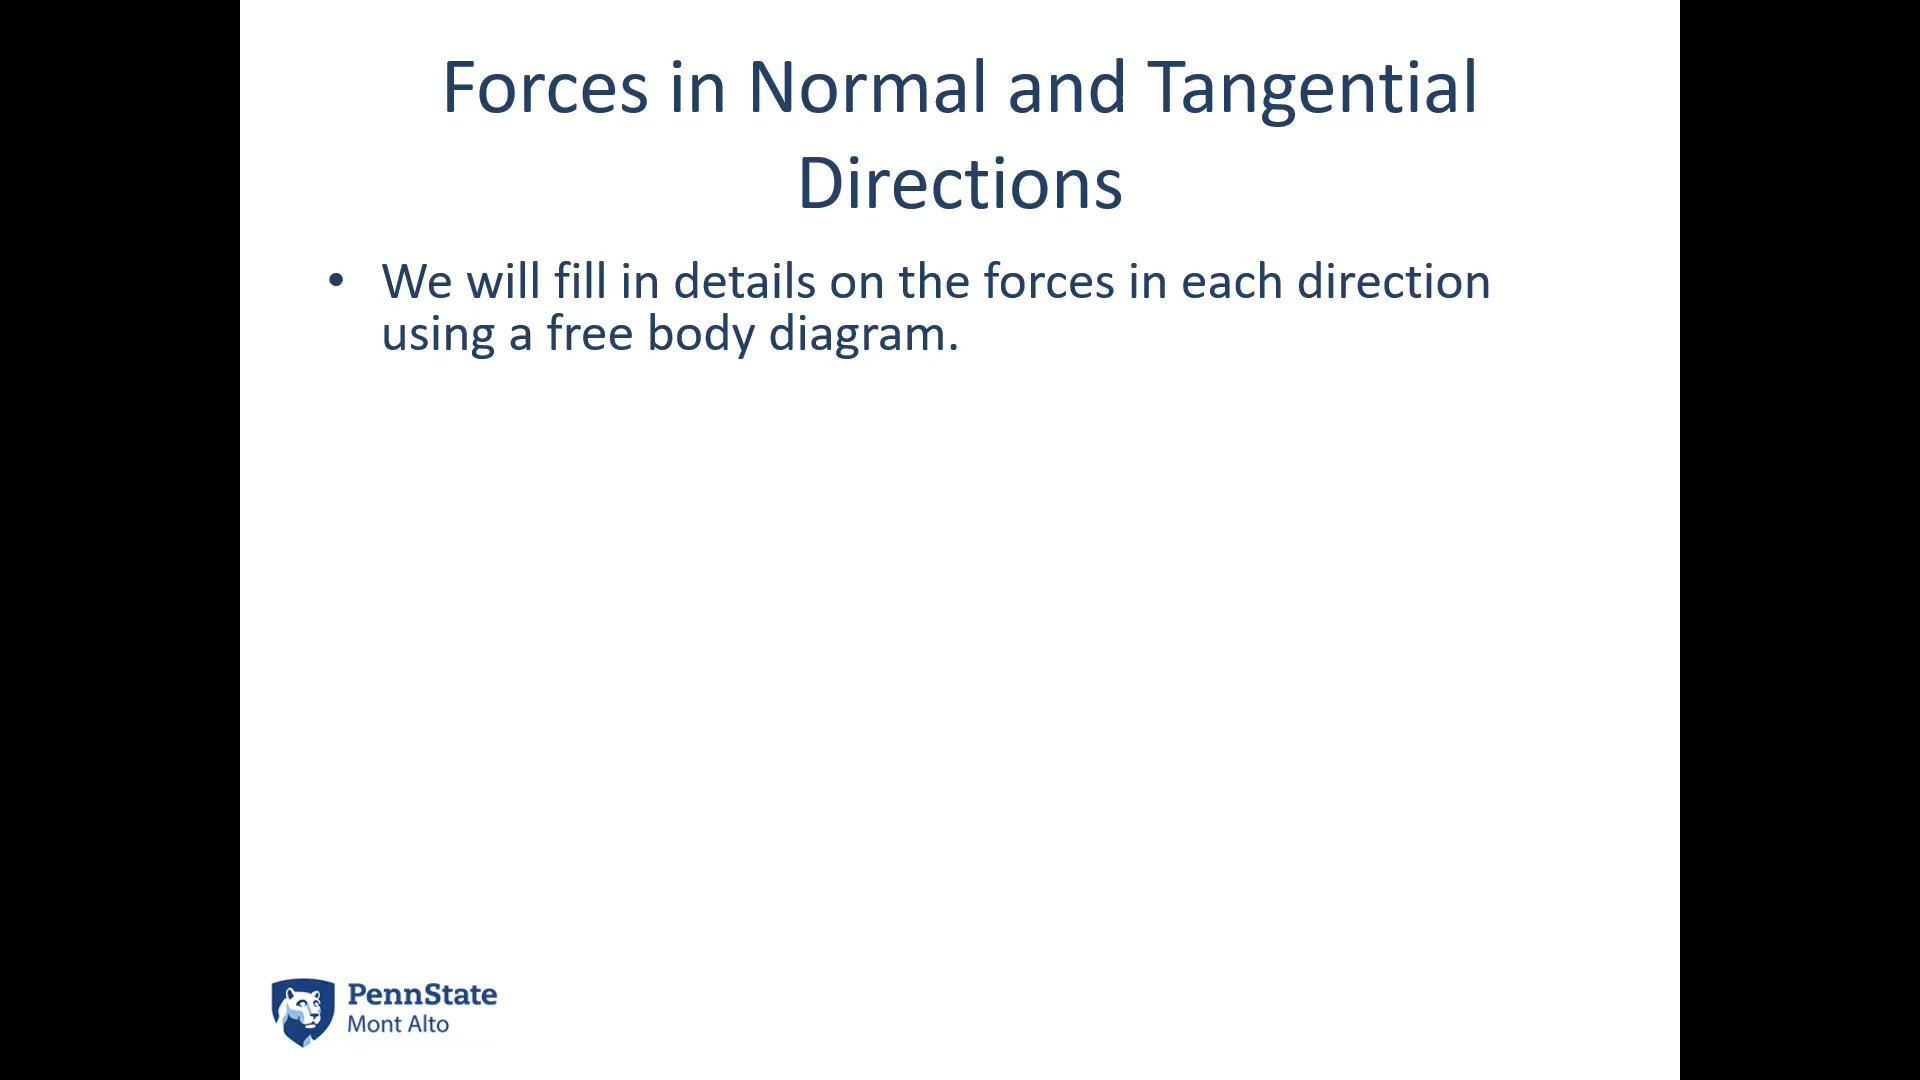 Forces in Normal and Tangential
Directions
• We will fill in details on the forces in each direction
using a free body diagram.
PennState
Mont Alto